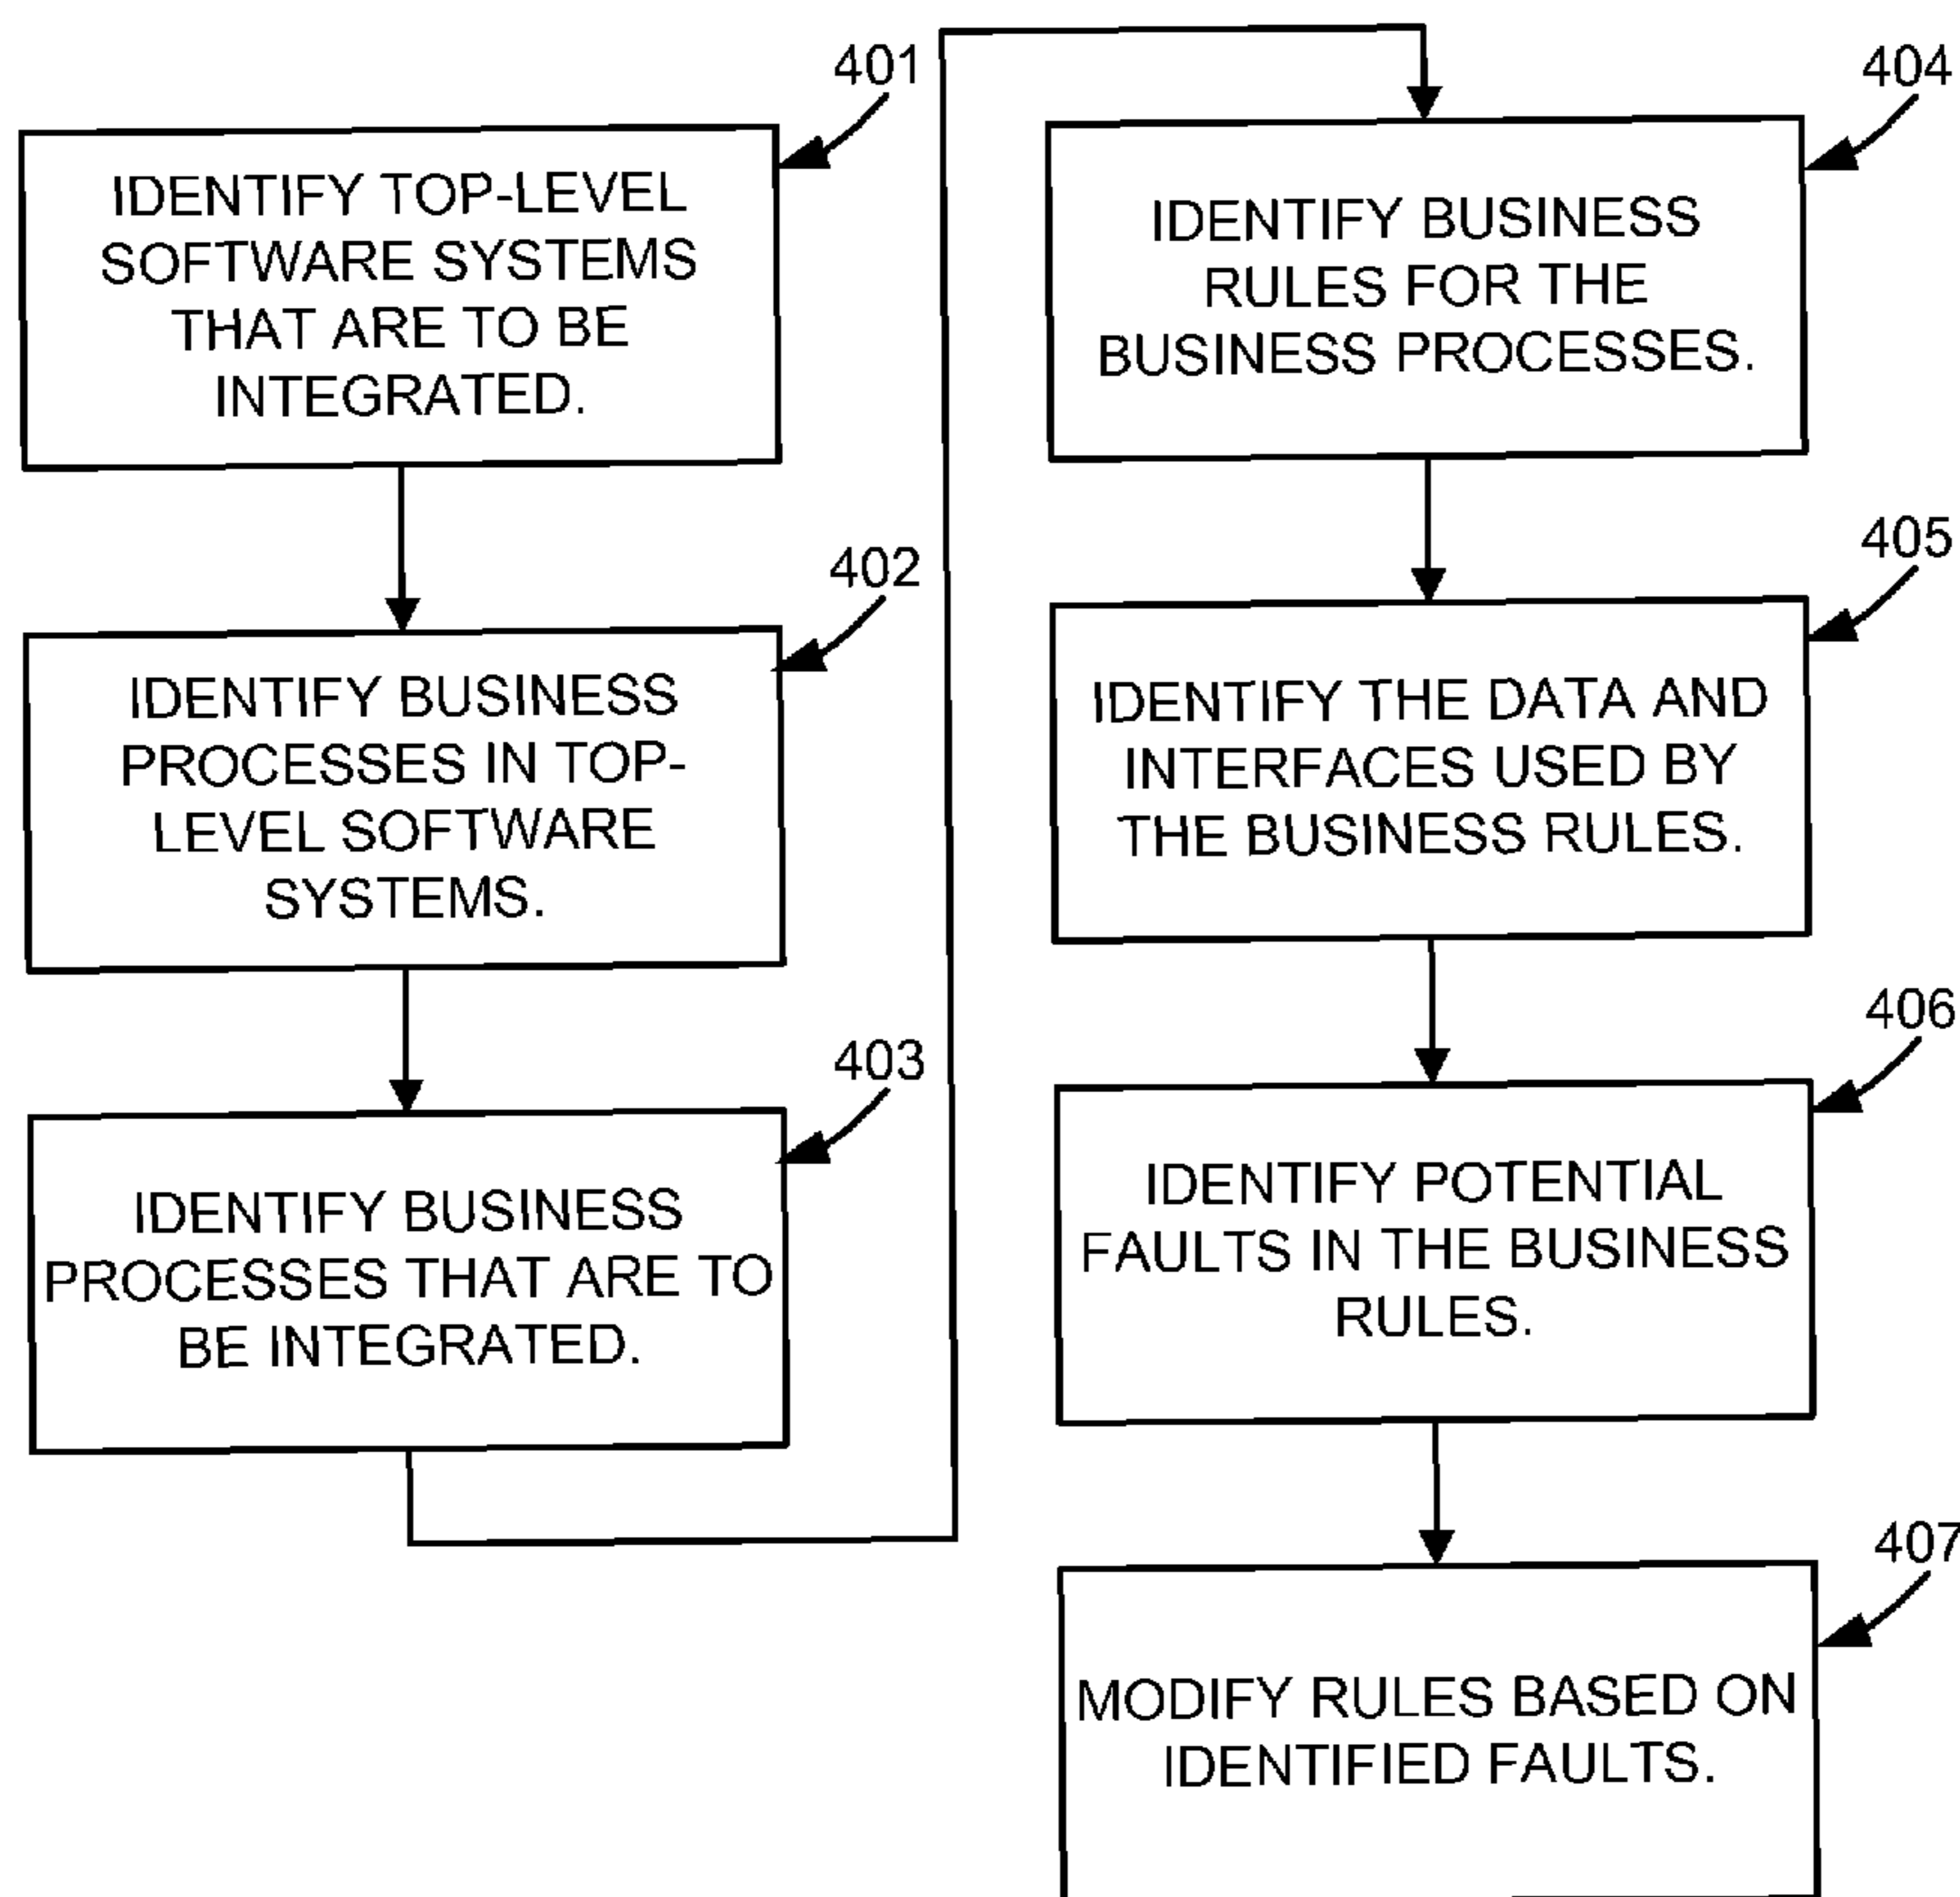 401
IDENTIFY TOP-LEVEL
SOFTWARE SYSTEMS
THAT ARE TO BE
INTEGRATED.
402
IDENTIFY BUSINESS
PROCESSES IN TOP-
LEVEL SOFTWARE
SYSTEMS.
403
IDENTIFY BUSINESS
PROCESSES THAT ARE TO
BE INTEGRATED.
404
IDENTIFY BUSINESS
RULES FOR THE
BUSINESS PROCESSES.
405
IDENTIFY THE DATA AND
INTERFACES USED BY
THE BUSINESS RULES.
406
IDENTIFY POTENTIAL
FAULTS IN THE BUSINESS
RULES.
407
MODIFY RULES BASED ON
IDENTIFIED FAULTS.